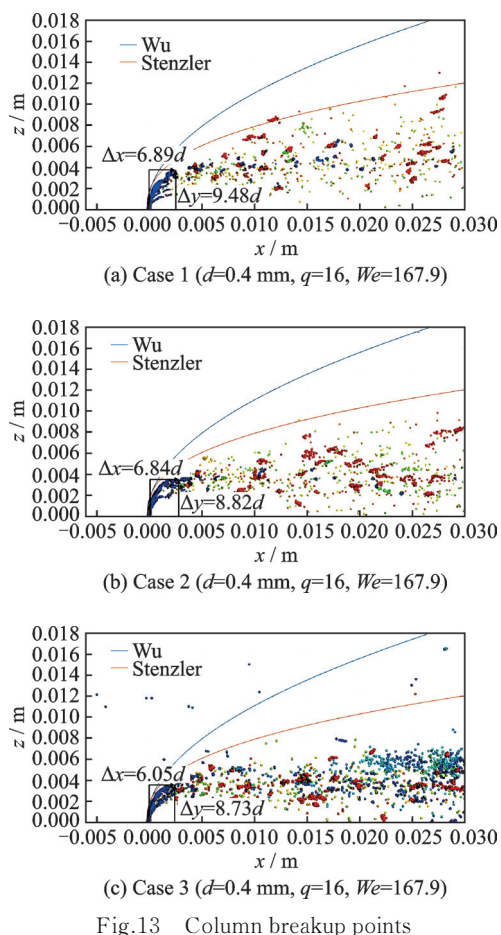 0.018
0.016
0.014
0.012
0.010
0.008
0.006
0.004
0.002
0.000
z / m
Wu
Stenzler
Δx=6.89d
Δy=9.48d
−0.005 0.000 0.005 0.010 0.015 0.020 0.025 0.030
x / m
(a) Case 1 (d=0.4 mm, q=16, We=167.9)
0.018
0.016
0.014
0.012
0.010
0.008
0.006
0.004
0.002
0.000
z / m
Wu
Stenzler
Δx=6.84d
Δy=8.82d
−0.005 0.000 0.005 0.010 0.015 0.020 0.025 0.030
x / m
(b) Case 2 (d=0.4 mm, q=16, We=167.9)
0.018
0.016
0.014
0.012
0.010
0.008
0.006
0.004
0.002
0.000
z / m
Wu
Stenzler
Δx=6.05d
Δy=8.73d
−0.005 0.000 0.005 0.010 0.015 0.020 0.025 0.030
x / m
(c) Case 3 (d=0.4 mm, q=16, We=167.9)
Fig.13 Column breakup points